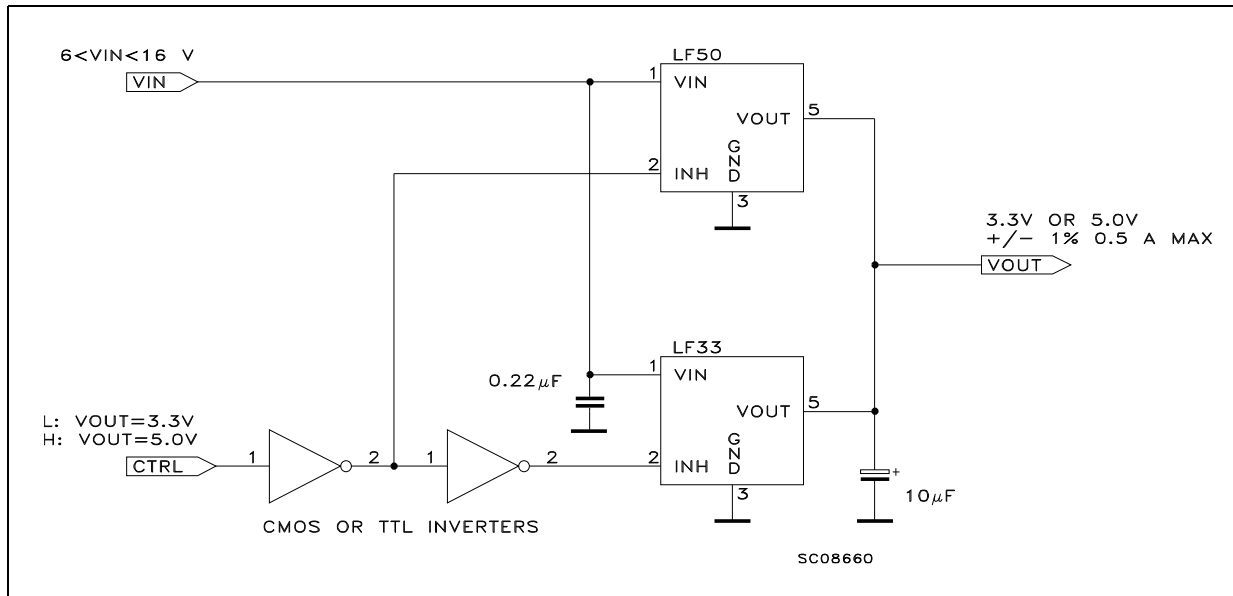 6<VIN<16 V
VIN
LF50
1
VIN
VOUT
5
2
INH
GND
3
3.3V OR 5.0V
+/- 1% 0.5 A MAX
VOUT
LF33
1
VIN
0.22μF
VOUT
5
L: VOUT=3.3V
H: VOUT=5.0V
CTRL
1
2
1
2
2
INH
GND
3
+
10μF
CMOS OR TTL INVERTERS
SC08660